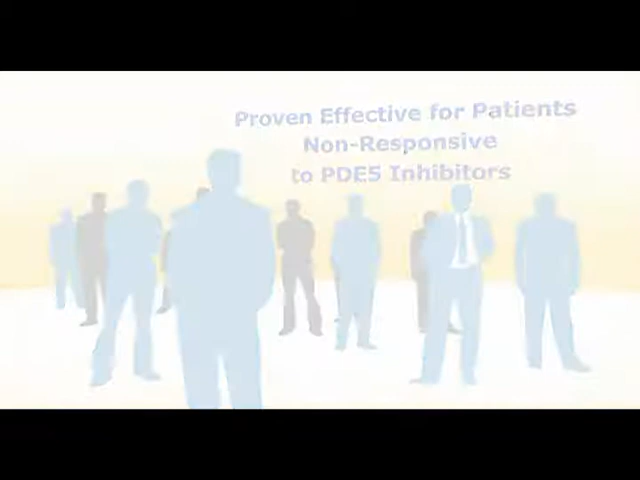 Proven Effective for Patients
Non-Responsive
to PDE5 Inhibitors